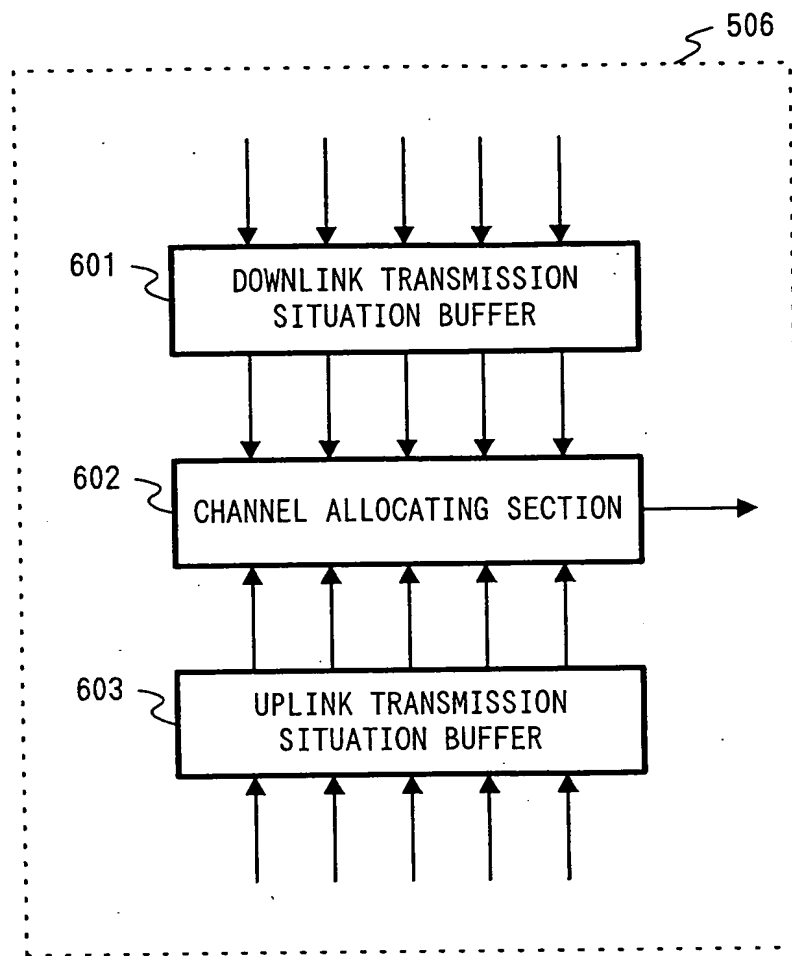 506
601
DOWNLINK TRANSMISSION
SITUATION BUFFER
602
CHANNEL ALLOCATING SECTION
603
UPLINK TRANSMISSION
SITUATION BUFFER